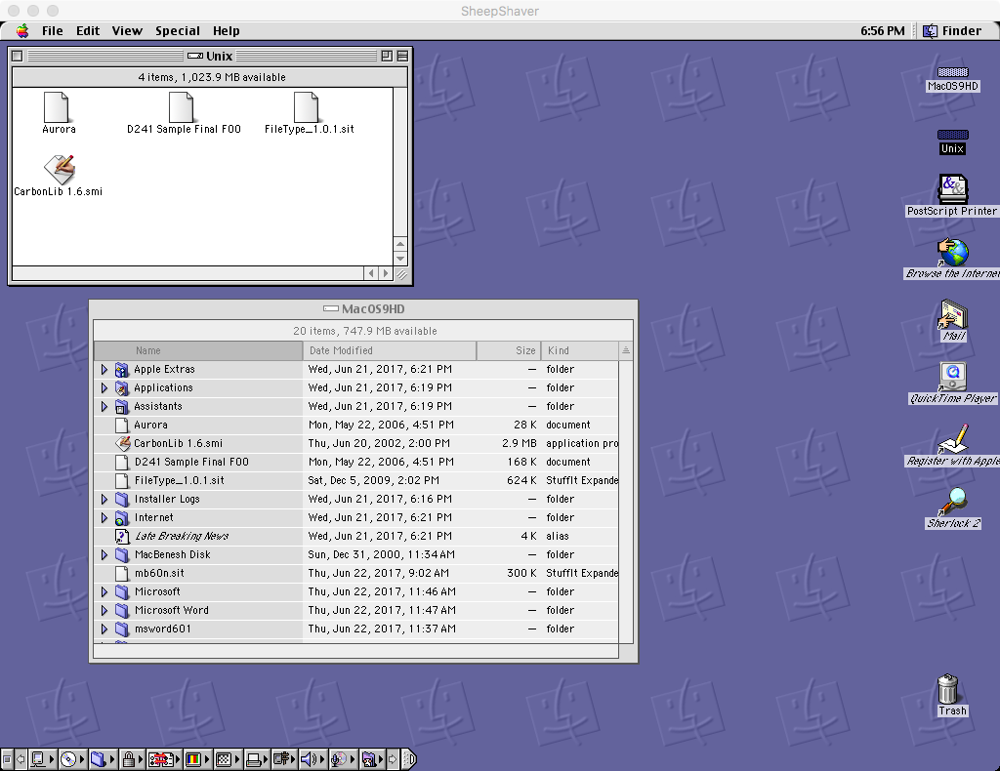 SheepShaver
File Edit View Special Help 6:56 PM Finder
Unix
4 items, 1,023.9 MB available
Aurora D241 Sample Final F00 FileType_1.0.1.sit
CarbonLib 1.6.smi
MacOS9HD
Unix
PostScript Printer
Browse the Internet
Mail
QuickTime Player
Register with Apple
Sherlock 2
Trash
MacOS9HD
20 items, 747.9 MB available
Name Date Modified Size Kind
Apple Extras Wed, Jun 21, 2017, 6:21 PM — folder
Applications Wed, Jun 21, 2017, 6:19 PM — folder
Assistants Wed, Jun 21, 2017, 6:19 PM — folder
Aurora Mon, May 22, 2006, 4:51 PM 28 K document
CarbonLib 1.6.smi Thu, Jun 20, 2002, 2:00 PM 2.9 MB application pro
D241 Sample Final F00 Mon, May 22, 2006, 4:51 PM 168 K document
FileType_1.0.1.sit Sat, Dec 5, 2009, 2:02 PM 624 K StuffIt Expande
Installer Logs Wed, Jun 21, 2017, 6:16 PM — folder
Internet Wed, Jun 21, 2017, 6:21 PM — folder
Late Breaking News Wed, Jun 21, 2017, 6:21 PM 4 K alias
MacBenesh Disk Sun, Dec 31, 2000, 11:34 AM — folder
mb60n.sit Thu, Jun 22, 2017, 9:02 AM 300 K StuffIt Expande
Microsoft Thu, Jun 22, 2017, 11:46 AM — folder
Microsoft Word Thu, Jun 22, 2017, 11:47 AM — folder
msword601 Thu, Jun 22, 2017, 11:37 AM — folder